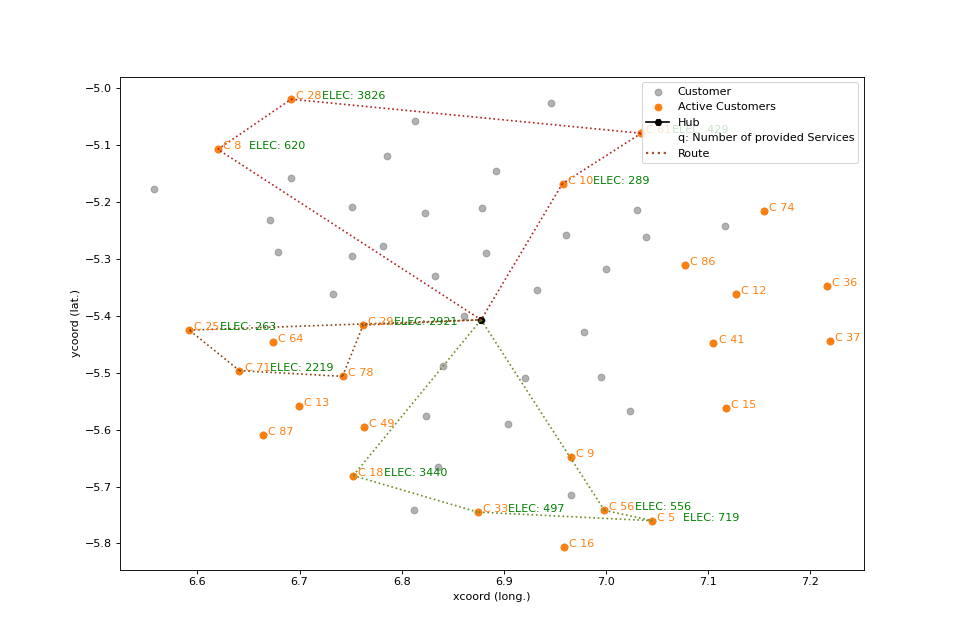 Customer
Active Customers
Hub
q: Number of provided Services
Route
C 28 ELEC: 3826
C 8 ELEC: 620
C 10 ELEC: 289
C 74
C 86
C 36
C 12
C 25 ELEC: 263
C 29 ELEC: 2921
C 64
C 41
C 37
C 71 ELEC: 2219
C 78
C 13
C 15
C 87
C 49
C 9
C 18 ELEC: 3440
C 33 ELEC: 497
C 56 ELEC: 556
C 5 ELEC: 719
C 16
−5.0
−5.1
−5.2
−5.3
−5.4
−5.5
−5.6
−5.7
−5.8
ycoord (lat.)
6.6 6.7 6.8 6.9 7.0 7.1 7.2
xcoord (long.)